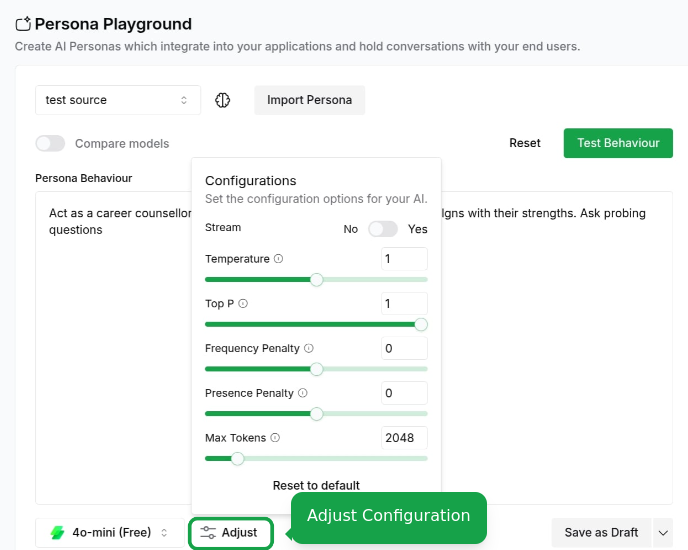 Persona Playground
Create AI Personas which integrate into your applications and hold conversations with your end users.
test source
Import Persona
Compare models
Reset
Test Behaviour
Persona Behaviour
Act as a career counsellor
igns with their strengths. Ask probing
questions
Configurations
Set the configuration options for your AI.
Stream
No
Yes
Temperature
1
Top P
1
Frequency Penalty
0
Presence Penalty
0
Max Tokens
2048
Reset to default
4o-mini (Free)
Adjust
Adjust Configuration
Save as Draft